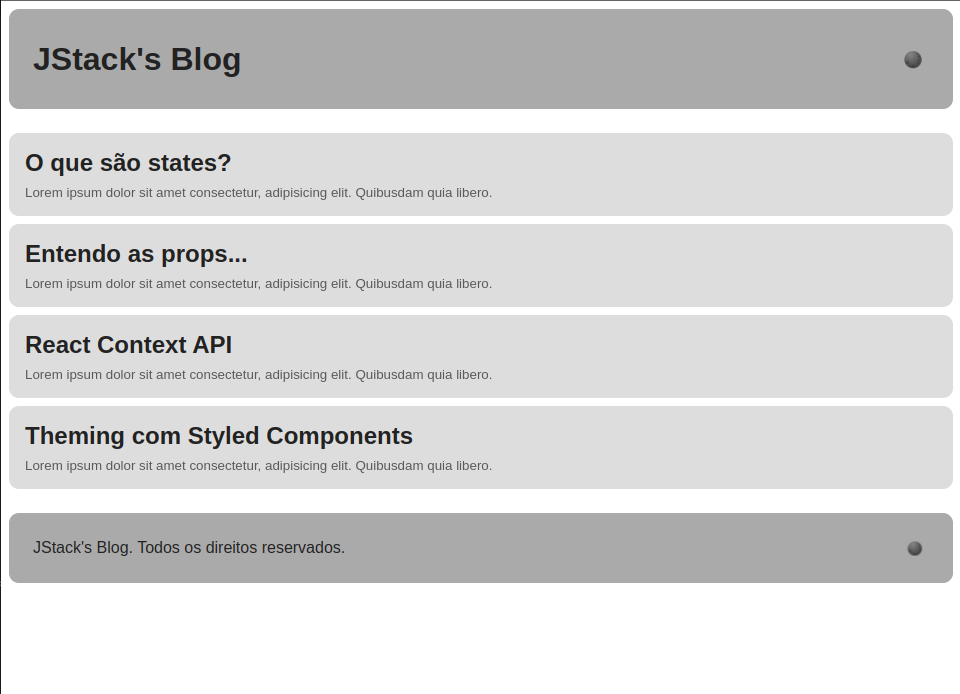 JStack's Blog
O que são states?
Lorem ipsum dolor sit amet consectetur, adipisicing elit. Quibusdam quia libero.
Entendo as props...
Lorem ipsum dolor sit amet consectetur, adipisicing elit. Quibusdam quia libero.
React Context API
Lorem ipsum dolor sit amet consectetur, adipisicing elit. Quibusdam quia libero.
Theming com Styled Components
Lorem ipsum dolor sit amet consectetur, adipisicing elit. Quibusdam quia libero.
JStack's Blog. Todos os direitos reservados.